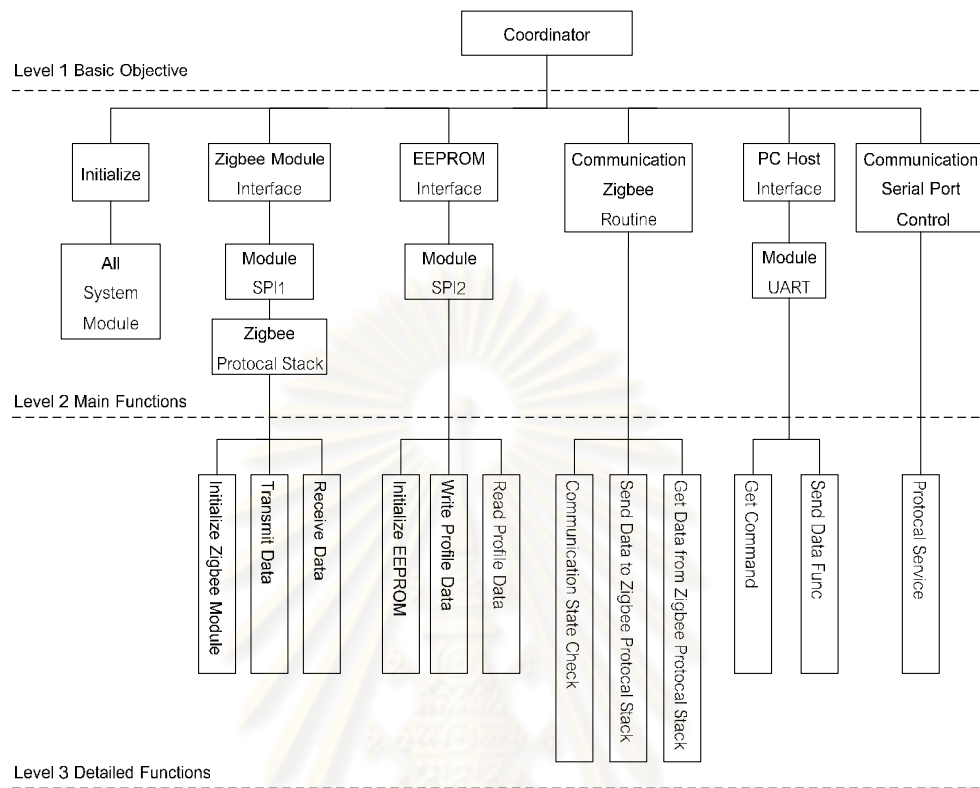 Coordinator
Level 1 Basic Objective
Initialize
Zigbee Module
Interface
EEPROM
Interface
Communication
Zigbee
Routine
PC Host
Interface
Communication
Serial Port
Control
All
System
Module
Module
SPI1
Module
SPI2
Module
UART
Zigbee
Protocal Stack
Level 2 Main Functions
Initialize Zigbee Module
Transmit Data
Receive Data
Initialize EEPROM
Write Profile Data
Read Profile Data
Communication State Check
Send Data to Zigbee Protocal Stack
Get Data from Zigbee Protocal Stack
Get Command
Send Data Func
Protocal Service
Level 3 Detailed Functions